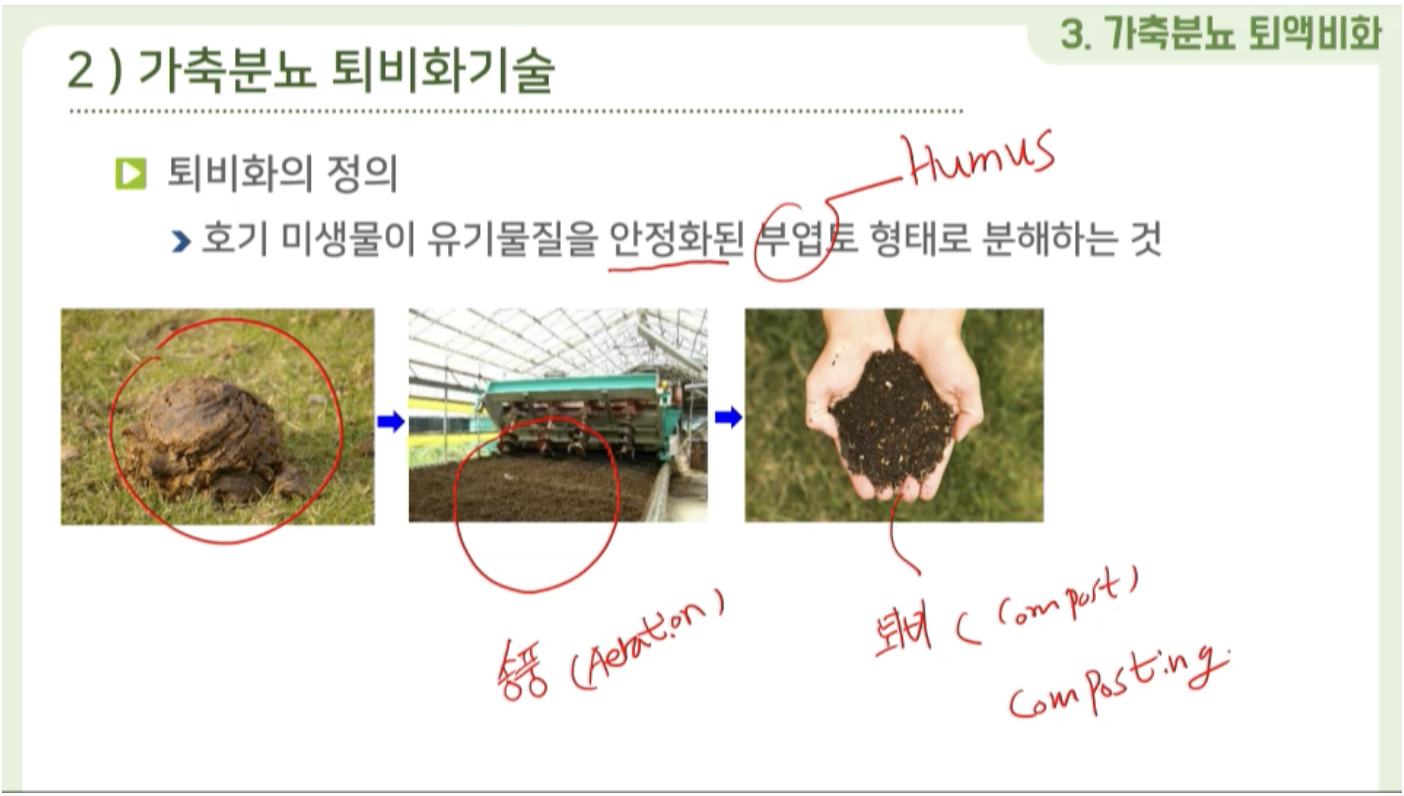 3. 가축분뇨 퇴액비화
2 ) 가축분뇨 퇴비화기술
Humus
퇴비화의 정의
호기 미생물이 유기물질을 안정화된 부엽토 형태로 분해하는 것
송풍 (Aeration)
퇴비 ( Compost )
Composting.